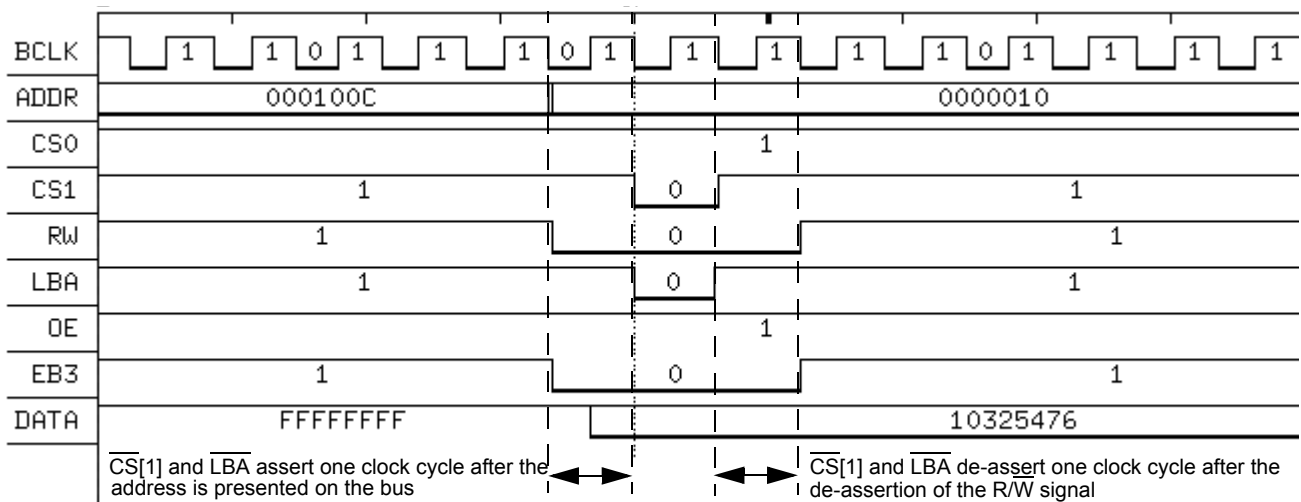 BCLK 1 1 0 1 1 1 0 1 1 1 1 1 0 1 1 1 1
ADDR 000100C 0000010
CS0 1
CS1 1 0 1
RW 1 0 1
LBA 1 0 1
OE 1
EB3 1 0 1
DATA FFFFFFFF 10325476
CS[1] and LBA assert one clock cycle after the
address is presented on the bus
CS[1] and LBA de-assert one clock cycle after the
de-assertion of the R/W signal